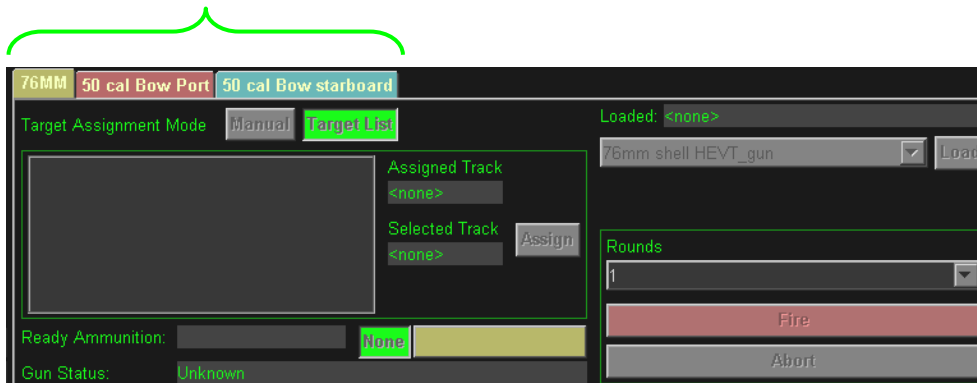 76MM 50 cal Bow Port 50 cal Bow starboard
Target Assignment Mode Manual Target List
Loaded: <none>
76mm shell HEVT_gun Load
Assigned Track
<none>
Selected Track
<none>
Assign
Rounds
1
Fire
Abort
Ready Ammunition: None
Gun Status: Unknown